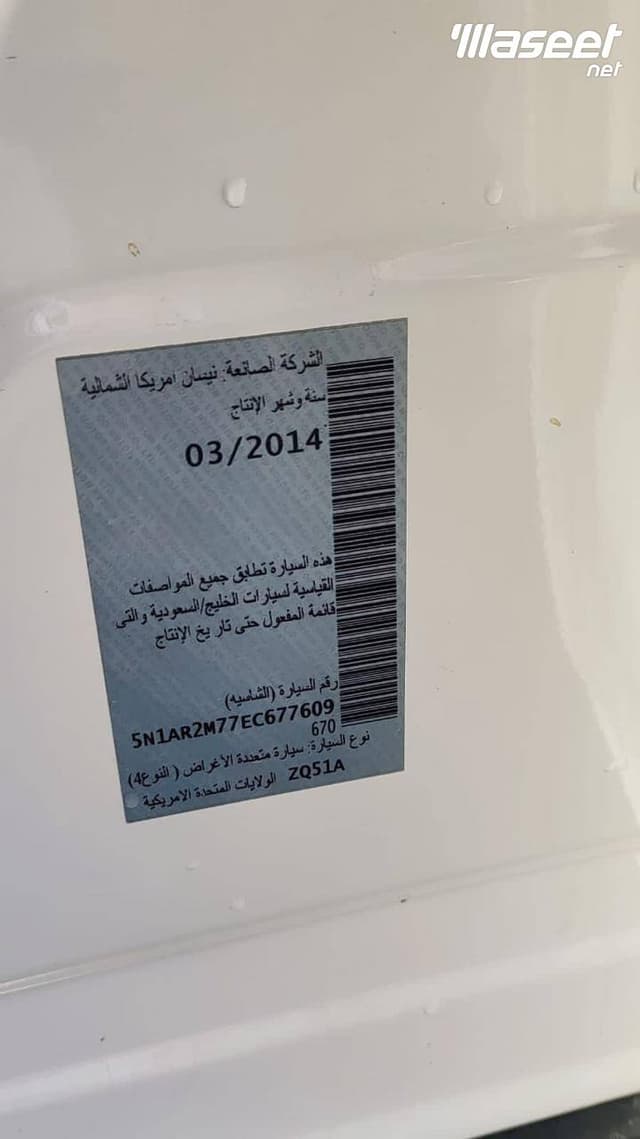 Waseet
net
الشركة الصانعة: نيسان امريكا الشمالية
سنة وشهر الإنتاج
03/2014
هذه السيارة تطابق جميع المواصفات
القياسية لسيارات الخليج/السعودية والتى
قائمة المفعول حتى تاريخ الإنتاج
رقم السيارة (الشاسيه)
5N1AR2M77EC677609
670
نوع السيارة: سيارة متعددة الأغراض (النوع4)
ZQ51A الولايات المتحدة الامريكية